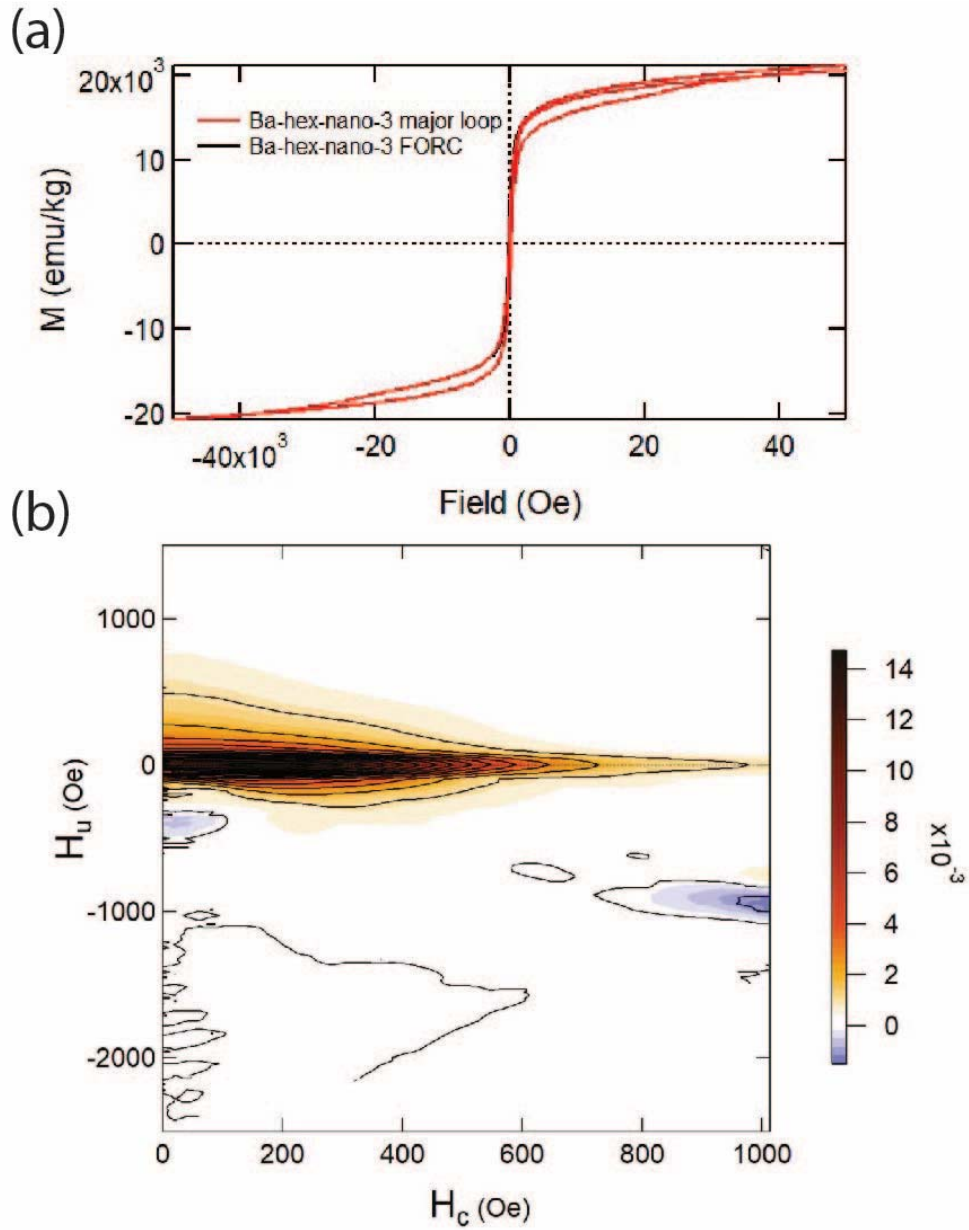 (a)
20x10³
10
0
-10
-20
M (emu/kg)
Ba-hex-nano-3 major loop
Ba-hex-nano-3 FORC
-40x10³
-20
0
20
40
Field (Oe)
(b)
1000
0
-1000
-2000
Hᵤ (Oe)
0
200
400
600
800
1000
H꜀ (Oe)
14
12
10
8
6
4
2
0
x10⁻³